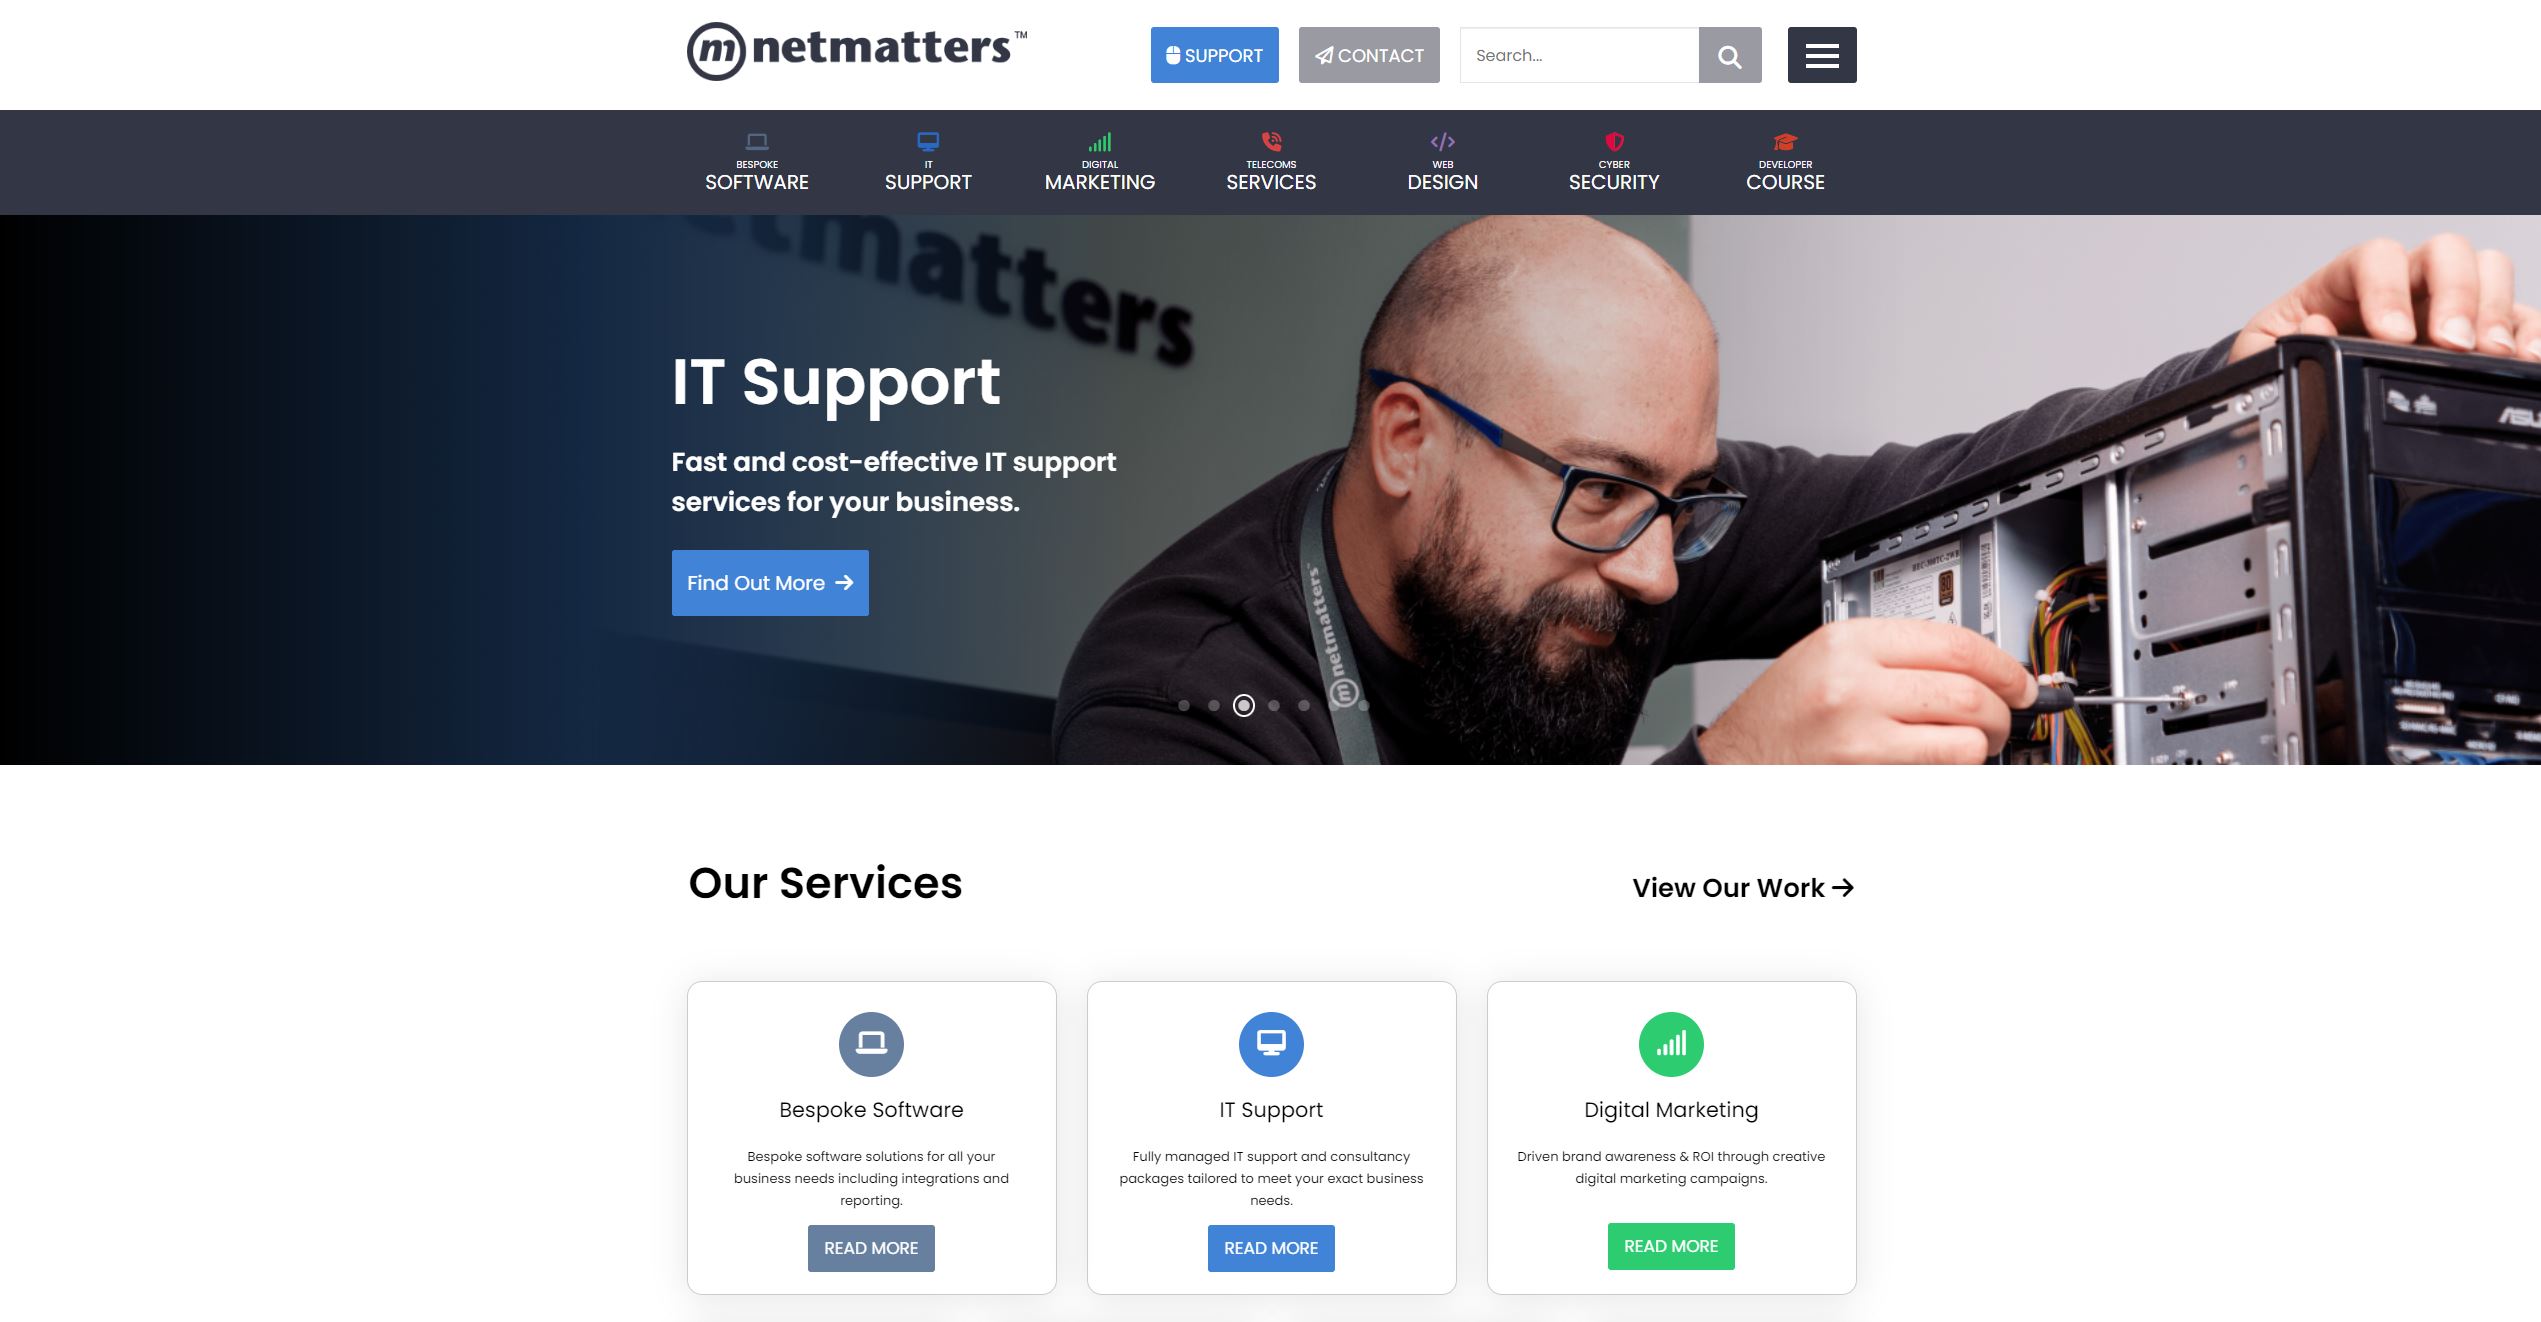 netmatters™
SUPPORT
CONTACT
Search...
BESPOKE
SOFTWARE
IT
SUPPORT
DIGITAL
MARKETING
TELECOMS
SERVICES
WEB
DESIGN
CYBER
SECURITY
DEVELOPER
COURSE
etmatters
IT Support
Fast and cost-effective IT support
services for your business.
Find Out More
netmatters
Our Services
View Our Work
Bespoke Software
Bespoke software solutions for all your
business needs including integrations and
reporting.
READ MORE
IT Support
Fully managed IT support and consultancy
packages tailored to meet your exact business
needs.
READ MORE
Digital Marketing
Driven brand awareness & ROI through creative
digital marketing campaigns.
READ MORE